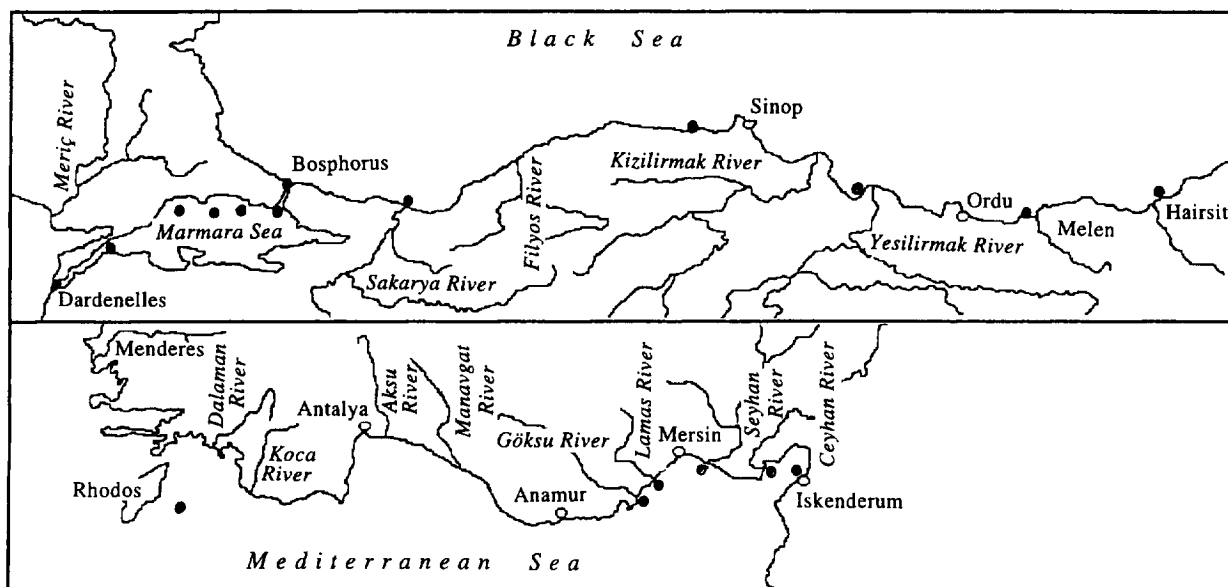 Black Sea
Meriç River
Bosphorus
Marmara Sea
Dardenelles
Sakarya River
Filyos River
Kizilirmak River
Sinop
Ordu
Yesilirmak River
Melen
Hairsit
Menderes
Dalaman
River
Koca
River
Rhodos
Antalya
Aksu
River
Manavgat
River
Göksu River
Anamur
Lamas River
Mersin
Seyhan
River
Ceyhan River
Iskenderum
Mediterranean Sea